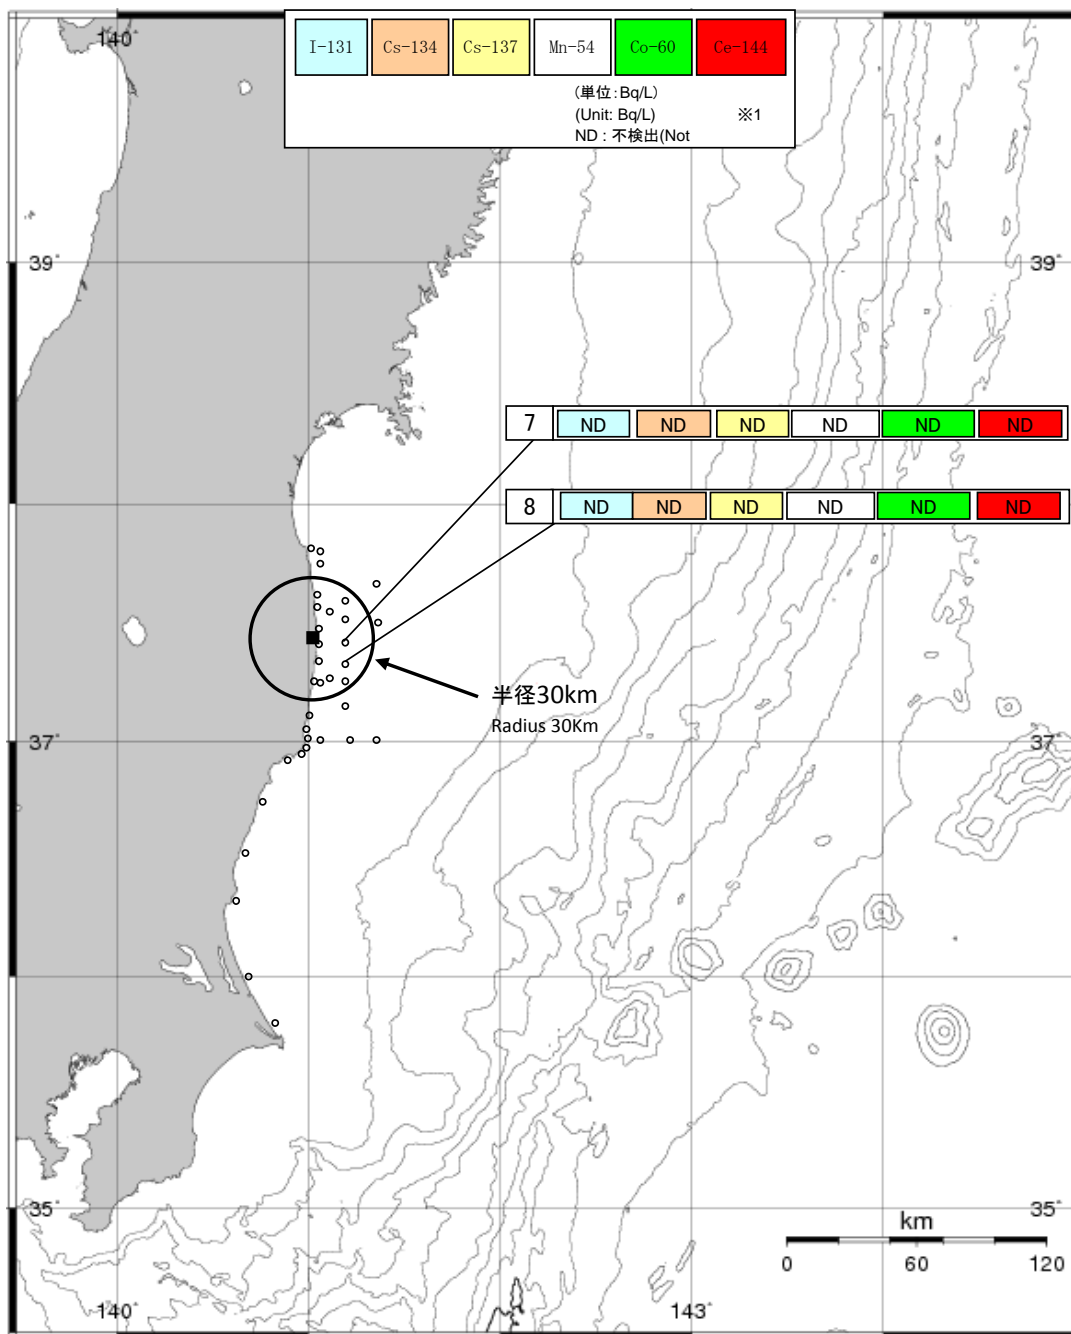 140°
I-131 Cs-134 Cs-137 Mn-54 Co-60 Ce-144
(単位:Bq/L)
(Unit: Bq/L) ※1
ND : 不検出(Not
39° 39°
7 ND ND ND ND ND ND
8 ND ND ND ND ND ND
半径30km
Radius 30Km
37° 37°
35° 35°
km
0 60 120
140° 143°